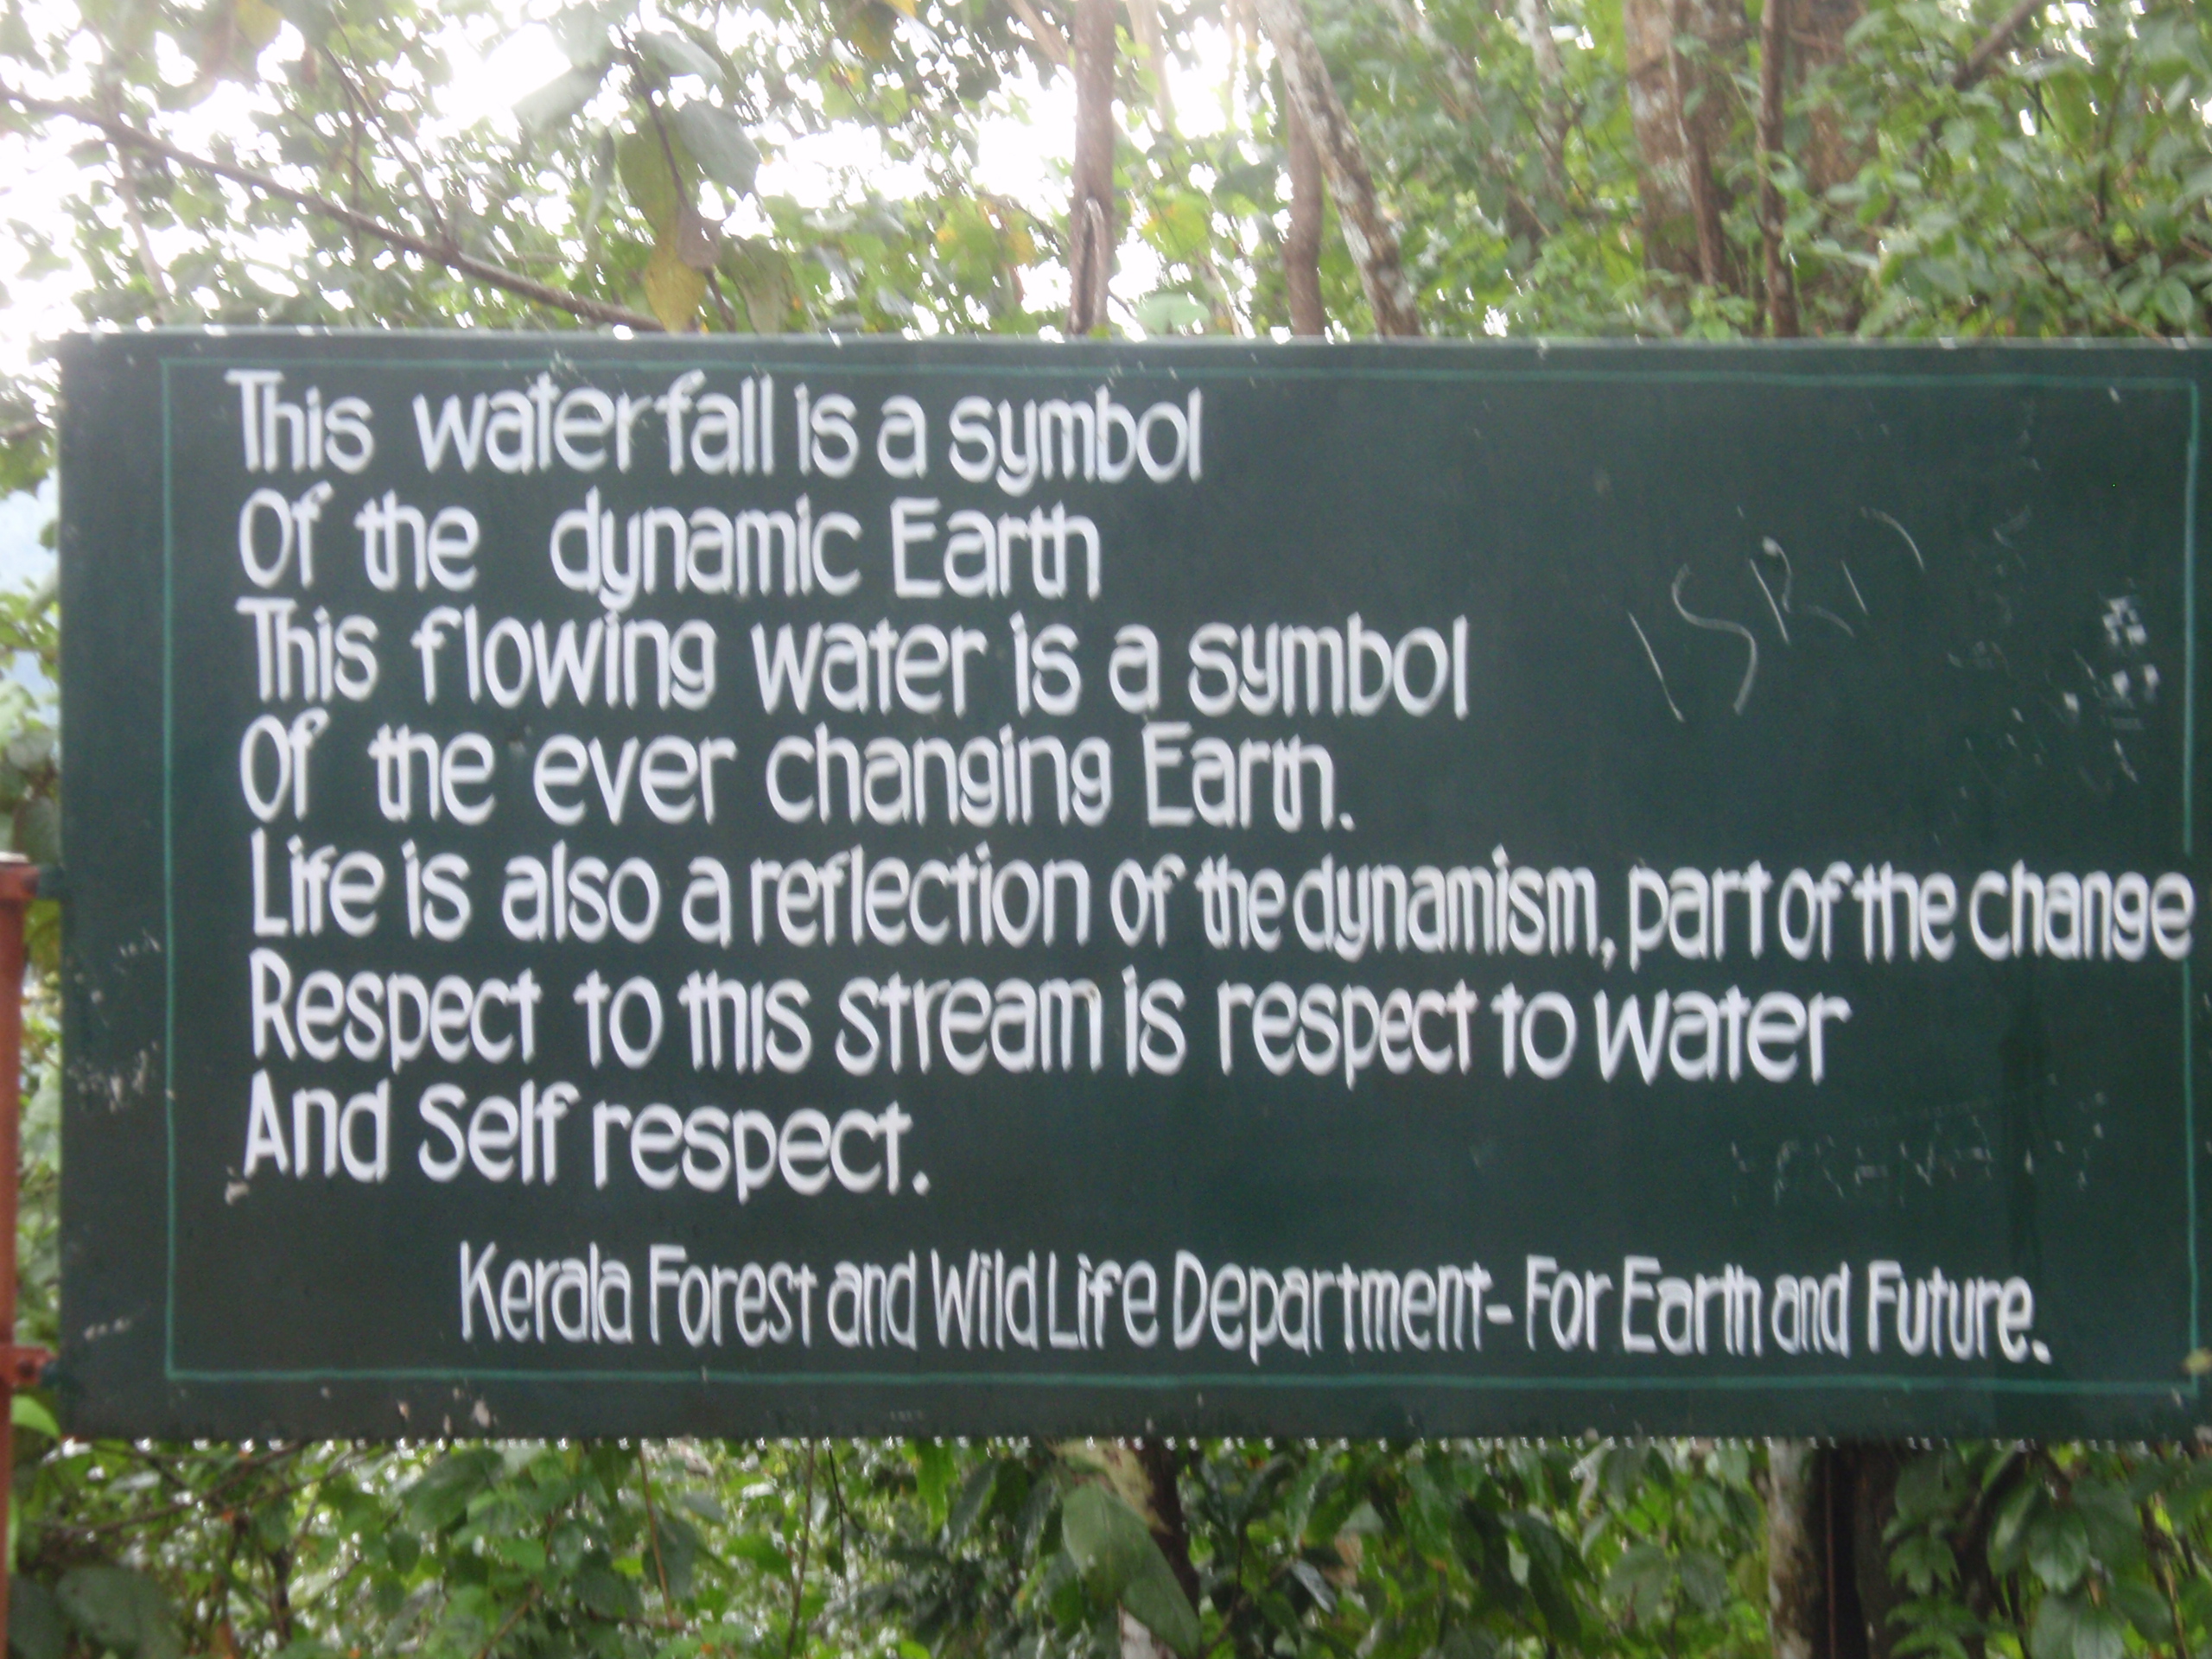 This waterfall is a symbol
Of the dynamic Earth
This flowing water is a symbol
Of the ever changing Earth.
Life is also a reflection of the dynamism, part of the change
Respect to this stream is respect to water
And Self respect.
Kerala Forest and Wild Life Department- For Earth and Future.